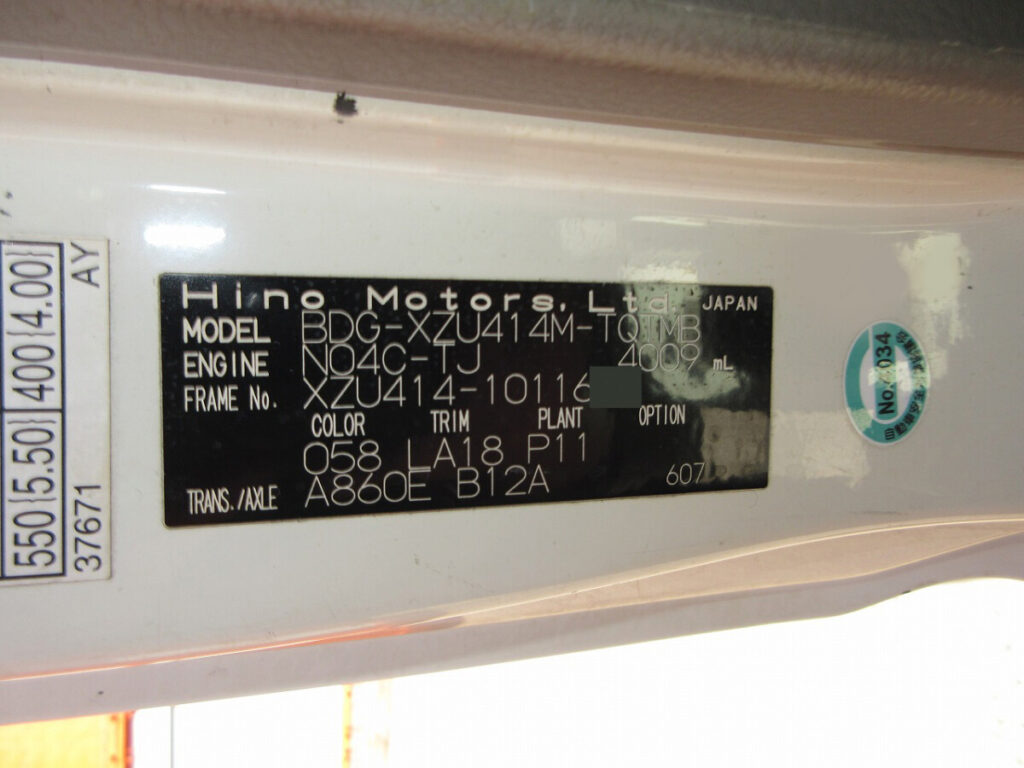 Hino Motors, Ltd. JAPAN
MODEL BDG-XZU414M-TQTMB
ENGINE N04C-TJ 4009 mL
FRAME No. XZU414-10116
COLOR TRIM PLANT OPTION
058 LA18 P11
TRANS./AXLE A860E B12A 607
550 5.50 400 4.00
37671 AY
No. 034